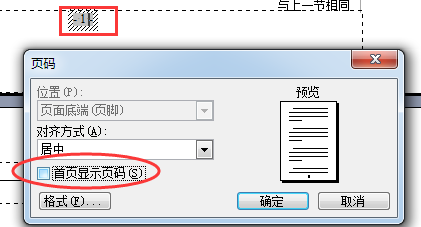 与上一节相同
1
页码
位置(P):
页面底端(页脚)
对齐方式(A):
居中
首页显示页码(S)
格式(F)...
预览
确定
取消